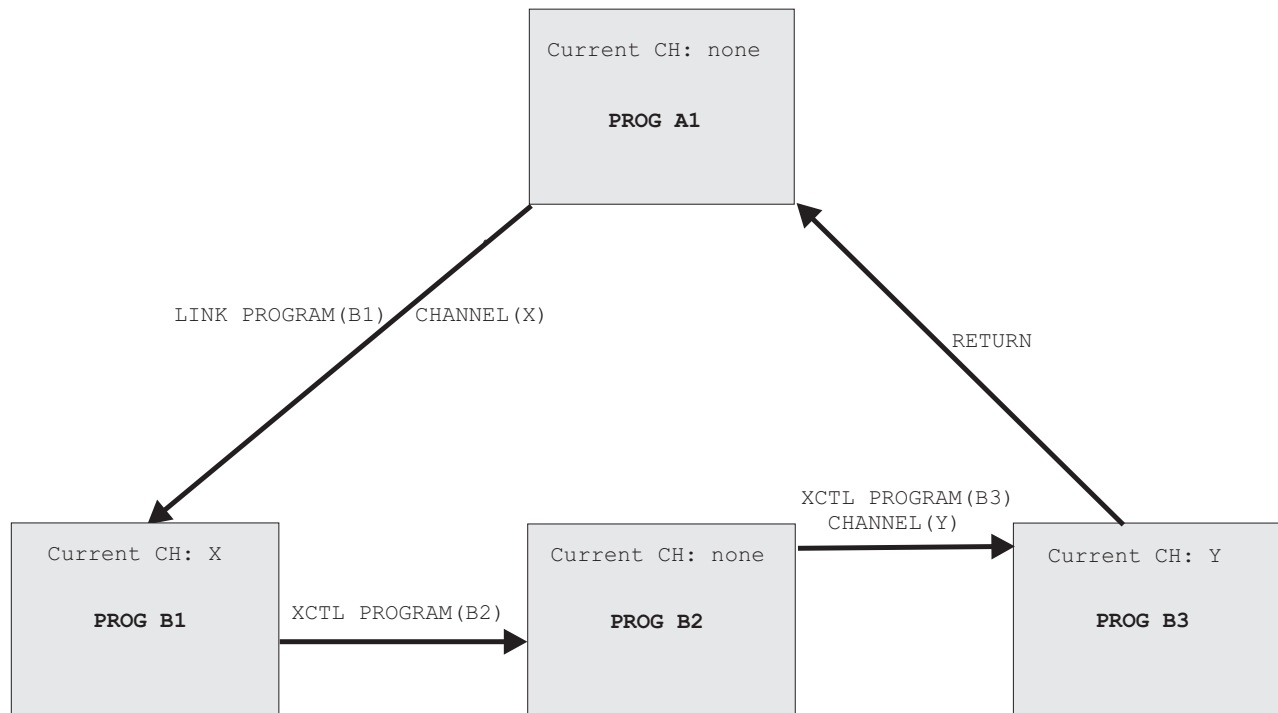 Current CH: none
PROG A1
LINK PROGRAM(B1) CHANNEL(X)
RETURN
XCTL PROGRAM(B3)
CHANNEL(Y)
Current CH: X
PROG B1
XCTL PROGRAM(B2)
Current CH: none
PROG B2
Current CH: Y
PROG B3